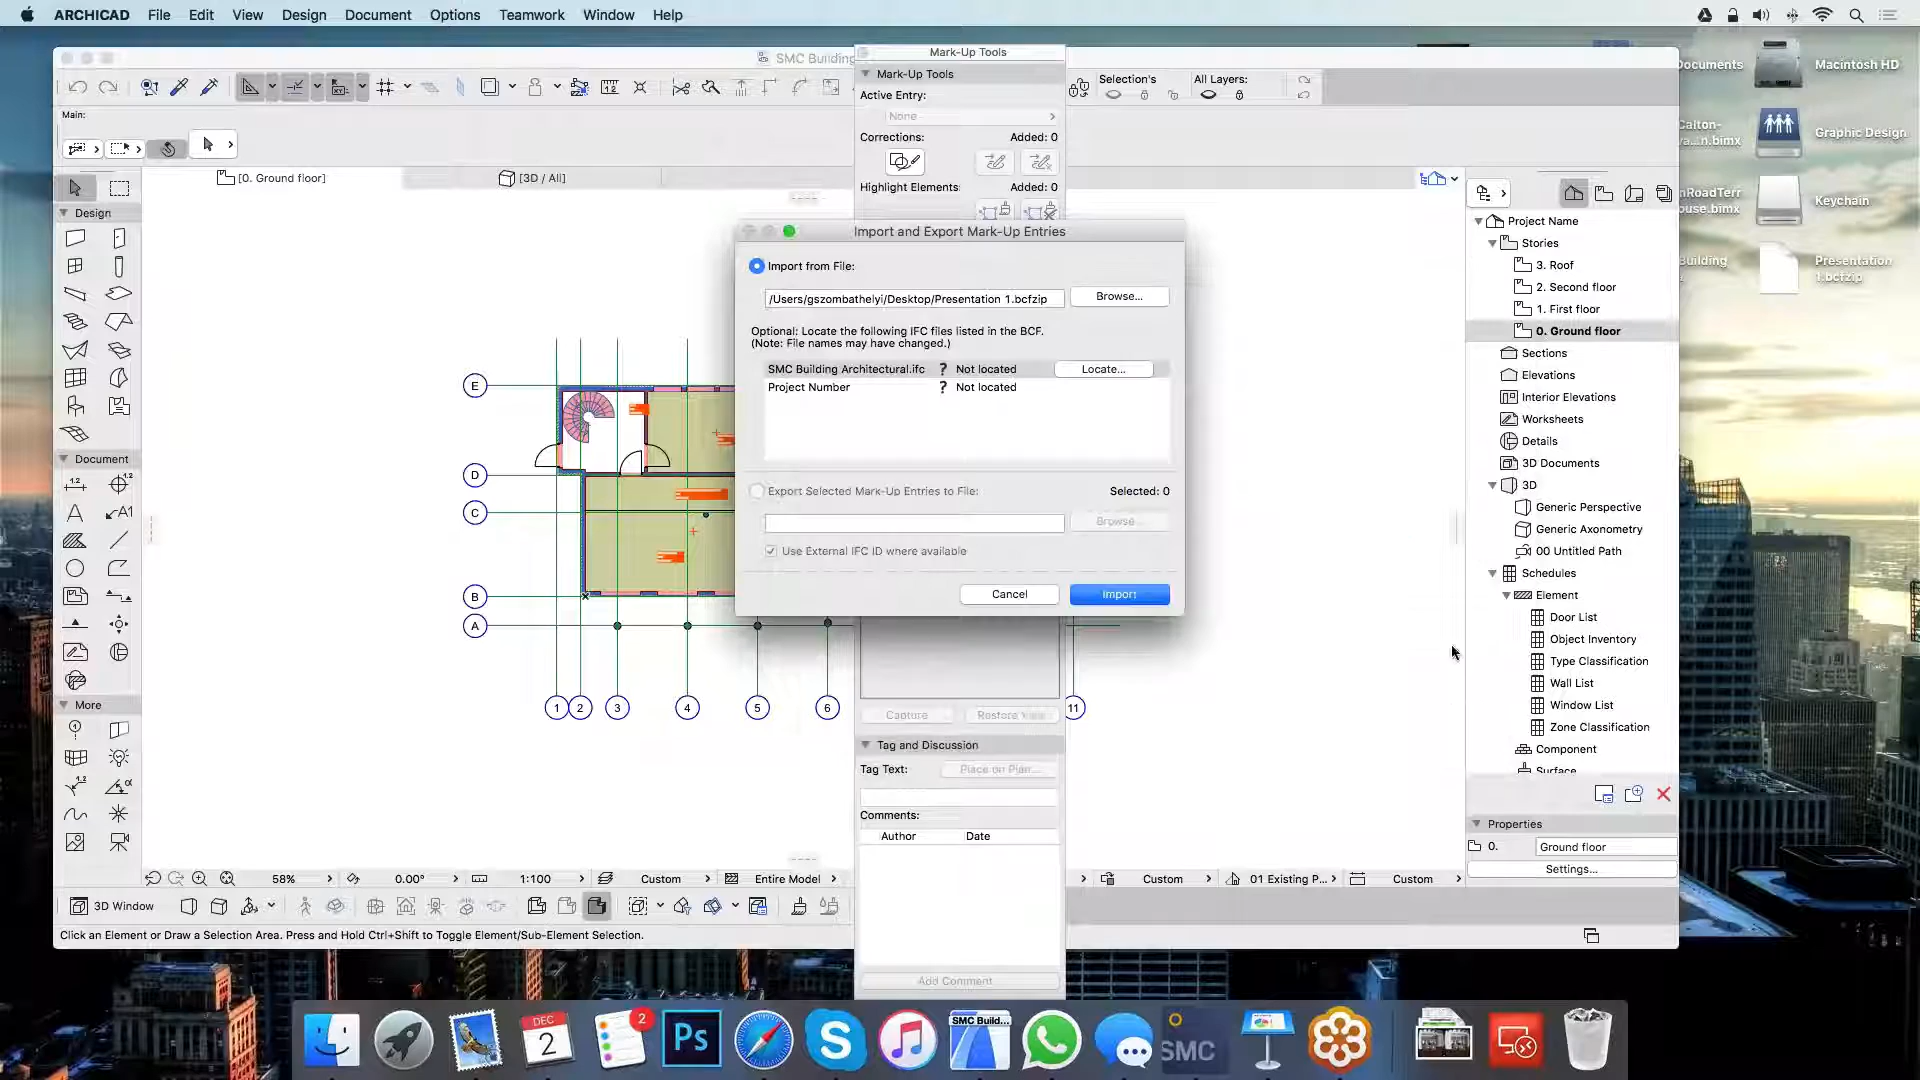 ARCHICAD File Edit View Design Document Options Teamwork Window Help
SMC Building
Mark-Up Tools
Mark-Up Tools
Active Entry:
None
Corrections: Added: 0
Highlight Elements: Added: 0
Selection's All Layers:
Main:
[0. Ground floor]
[3D / All]
Design
Document
More
Import and Export Mark-Up Entries
Import from File:
/Users/gszombathelyi/Desktop/Presentation 1.bcfzip Browse...
Optional: Locate the following IFC files listed in the BCF.
(Note: File names may have changed.)
SMC Building Architectural.ifc ? Not located Locate...
Project Number ? Not located
Export Selected Mark-Up Entries to File: Selected: 0
Browse...
Use External IFC ID where available
Cancel Import
E
D
C
B
A
1 2 3 4 5 6 11
Capture
Tag and Discussion
Tag Text: Place on Plan...
Comments:
Author Date
Add Comment
Project Name
Stories
3. Roof
2. Second floor
1. First floor
0. Ground floor
Sections
Elevations
Interior Elevations
Worksheets
Details
3D Documents
3D
Generic Perspective
Generic Axonometry
00 Untitled Path
Schedules
Element
Door List
Object Inventory
Type Classification
Wall List
Window List
Zone Classification
Component
Surface
Properties
0. Ground floor
Settings...
58% 0.00° 1:100 Custom Entire Model Custom 01 Existing P... Custom
3D Window
Click an Element or Draw a Selection Area. Press and Hold Ctrl+Shift to Toggle Element/Sub-Element Selection.
Documents
Macintosh HD
Calton-
a...n.bimx
Graphic Design
nRoadTerr
ouse.bimx
Keychain
Building
Presentation
1.bcfzip
DEC
2
2
Ps
SMC Build...
SMC